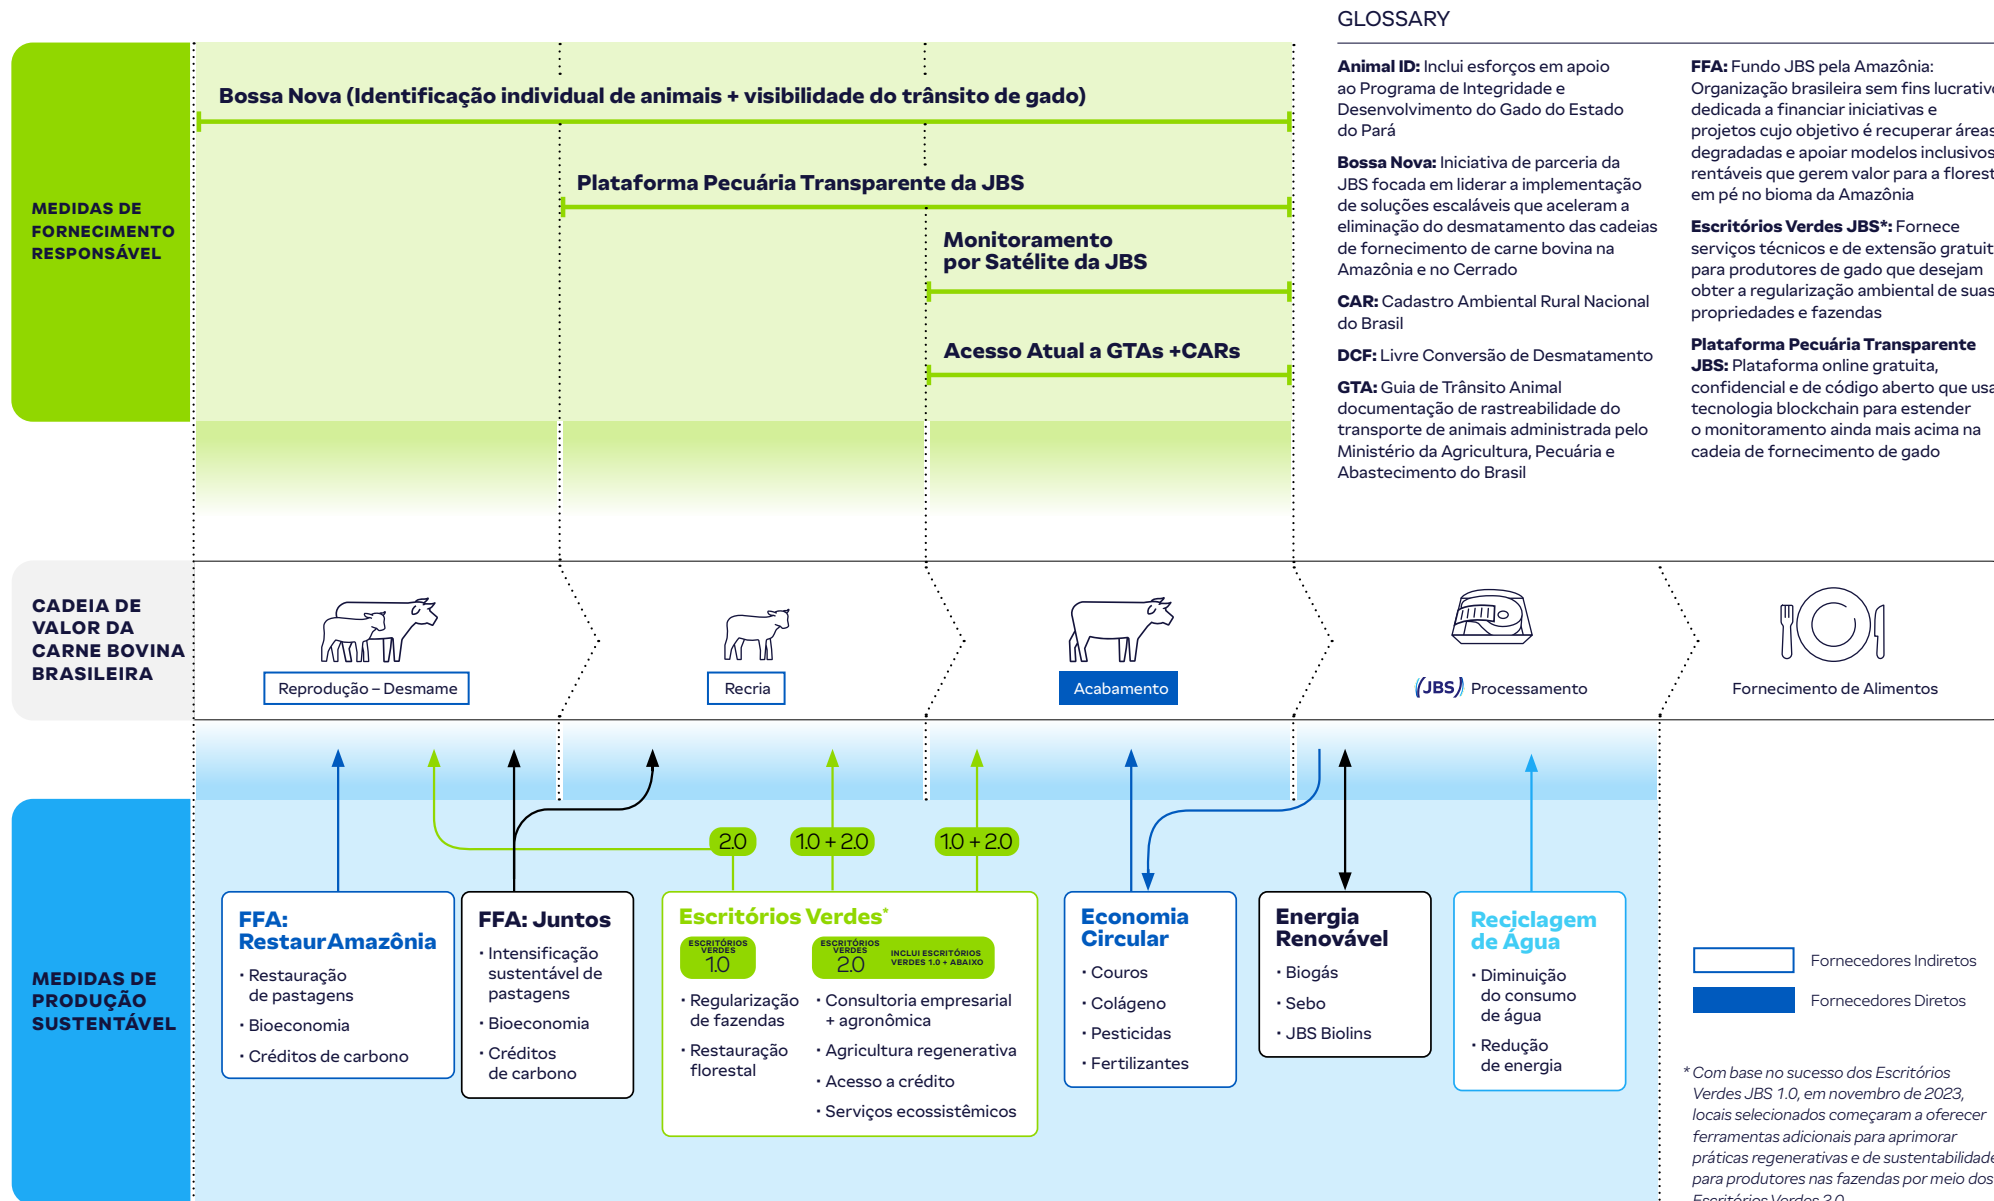 GLOSSARY
Animal ID: Inclui esforços em apoio
ao Programa de Integridade e
Desenvolvimento do Gado do Estado
do Pará
Bossa Nova: Iniciativa de parceria da
JBS focada em liderar a implementação
de soluções escaláveis que aceleram a
eliminação do desmatamento das cadeias
de fornecimento de carne bovina na
Amazônia e no Cerrado
CAR: Cadastro Ambiental Rural Nacional
do Brasil
DCF: Livre Conversão de Desmatamento
GTA: Guia de Trânsito Animal
documentação de rastreabilidade do
transporte de animais administrada pelo
Ministério da Agricultura, Pecuária e
Abastecimento do Brasil
FFA: Fundo JBS pela Amazônia:
Organização brasileira sem fins lucrativo
dedicada a financiar iniciativas e
projetos cujo objetivo é recuperar áreas
degradadas e apoiar modelos inclusivos
rentáveis que gerem valor para a florest
em pé no bioma da Amazônia
Escritórios Verdes JBS*: Fornece
serviços técnicos e de extensão gratuit
para produtores de gado que desejam
obter a regularização ambiental de suas
propriedades e fazendas
Plataforma Pecuária Transparente
JBS: Plataforma online gratuita,
confidencial e de código aberto que usa
tecnologia blockchain para estender
o monitoramento ainda mais acima na
cadeia de fornecimento de gado
MEDIDAS DE
FORNECIMENTO
RESPONSÁVEL
Bossa Nova (Identificação individual de animais + visibilidade do trânsito de gado)
Plataforma Pecuária Transparente da JBS
Monitoramento
por Satélite da JBS
Acesso Atual a GTAs +CARs
CADEIA DE
VALOR DA
CARNE BOVINA
BRASILEIRA
Reprodução – Desmame
Recria
Acabamento
(JBS) Processamento
Fornecimento de Alimentos
MEDIDAS DE
PRODUÇÃO
SUSTENTÁVEL
2.0
1.0 + 2.0
1.0 + 2.0
FFA:
RestaurAmazônia
· Restauração
de pastagens
· Bioeconomia
· Créditos de carbono
FFA: Juntos
· Intensificação
sustentável de
pastagens
· Bioeconomia
· Créditos
de carbono
Escritórios Verdes*
ESCRITÓRIOS
VERDES
1.0
· Regularização
de fazendas
· Restauração
florestal
ESCRITÓRIOS
VERDES
2.0
INCLUI ESCRITÓRIOS
VERDES 1.0 + ABAIXO
· Consultoria empresarial
+ agronômica
· Agricultura regenerativa
· Acesso a crédito
· Serviços ecossistêmicos
Economia
Circular
· Couros
· Colágeno
· Pesticidas
· Fertilizantes
Energia
Renovável
· Biogás
· Sebo
· JBS Biolins
Reciclagem
de Água
· Diminuição
do consumo
de água
· Redução
de energia
Fornecedores Indiretos
Fornecedores Diretos
* Com base no sucesso dos Escritórios
Verdes JBS 1.0, em novembro de 2023,
locais selecionados começaram a oferecer
ferramentas adicionais para aprimorar
práticas regenerativas e de sustentabilidade
para produtores nas fazendas por meio dos
Escritórios Verdes 2.0